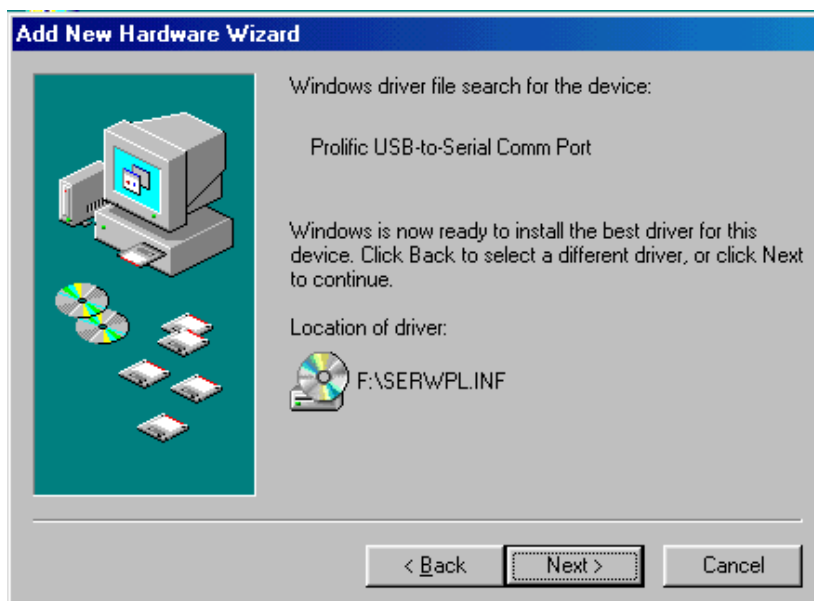 Add New Hardware Wizard
Windows driver file search for the device:
Prolific USB-to-Serial Comm Port
Windows is now ready to install the best driver for this
device. Click Back to select a different driver, or click Next
to continue.
Location of driver:
F:\SERWPL.INF
< Back
Next >
Cancel